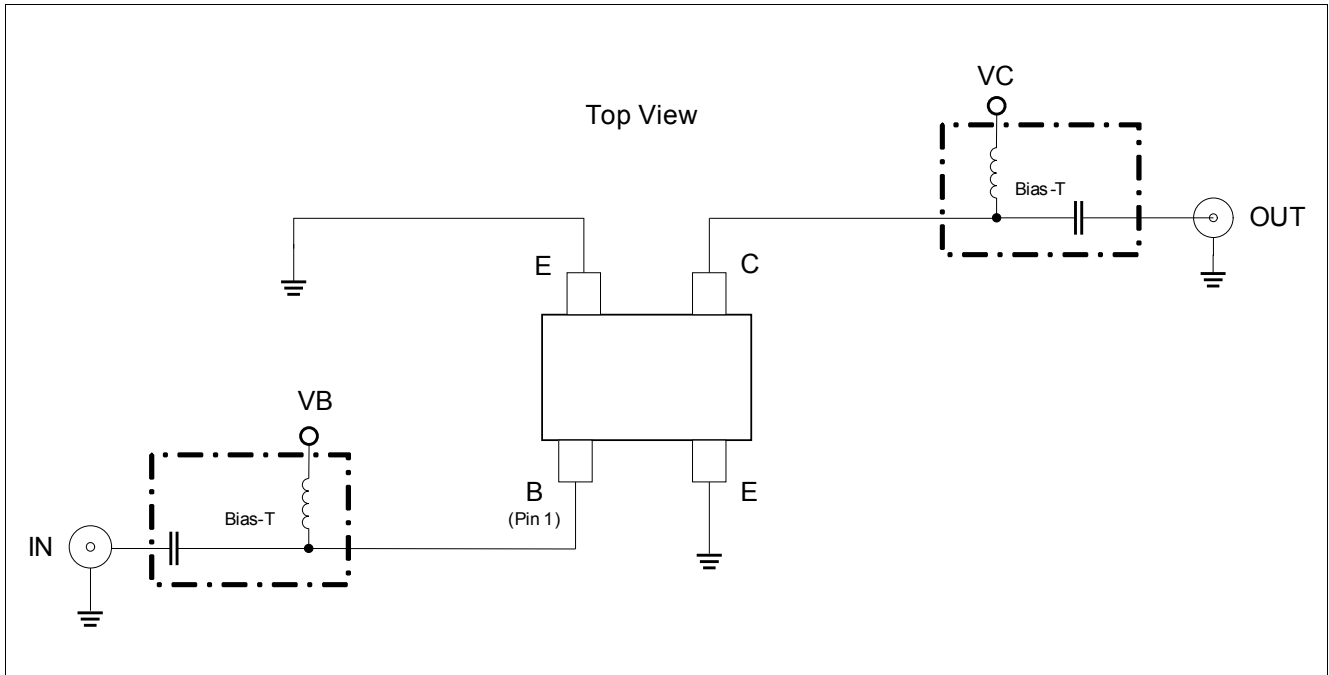 VC
Top View
Bias-T
OUT
E
C
VB
B
E
(Pin 1)
Bias-T
IN